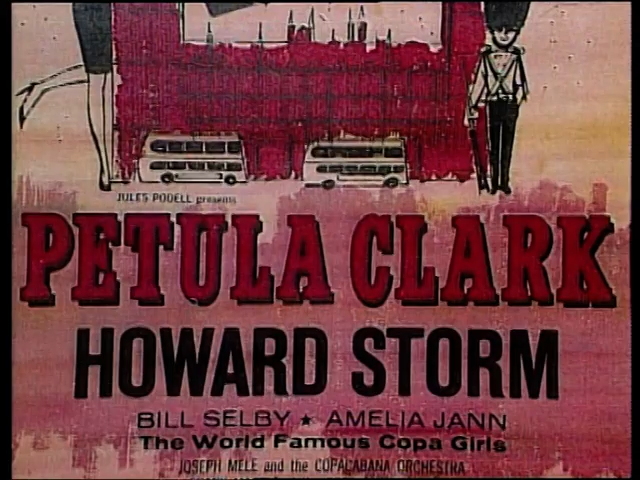 JULES PODELL presents
PETULA CLARK
HOWARD STORM
BILL SELBY ★ AMELIA JANN
The World Famous Copa Girls
JOSEPH MELE and the COPACABANA ORCHESTRA